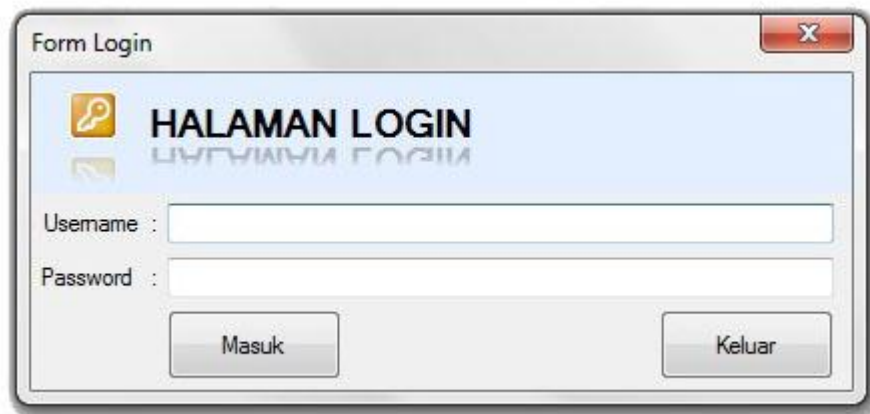 Form Login
HALAMAN LOGIN
Username :
Password :
Masuk
Keluar